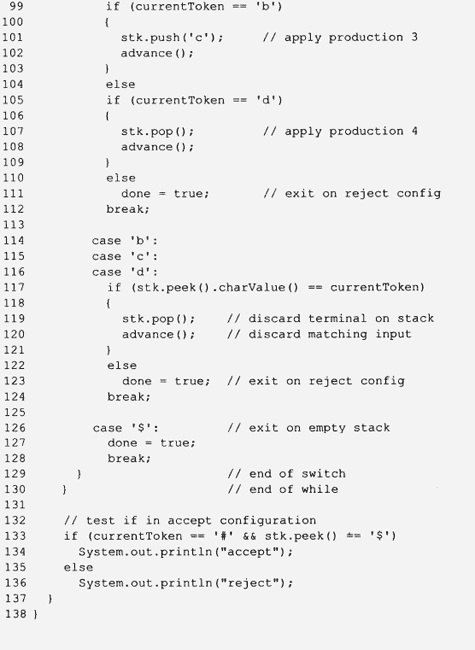 99 if (currentToken == 'b')
100 {
101 stk.push('c'); // apply production 3
102 advance();
103 }
104 else
105 if (currentToken == 'd')
106 {
107 stk.pop(); // apply production 4
108 advance();
109 }
110 else
111 done = true; // exit on reject config
112 break;
113
114 case 'b':
115 case 'c':
116 case 'd':
117 if (stk.peek().charValue() == currentToken)
118 {
119 stk.pop(); // discard terminal on stack
120 advance(); // discard matching input
121 }
122 else
123 done = true; // exit on reject config
124 break;
125
126 case '$': // exit on empty stack
127 done = true;
128 break;
129 } // end of switch
130 } // end of while
131
132 // test if in accept configuration
133 if (currentToken == '#' && stk.peek() == '$')
134 System.out.println("accept");
135 else
136 System.out.println("reject");
137 }
138 }